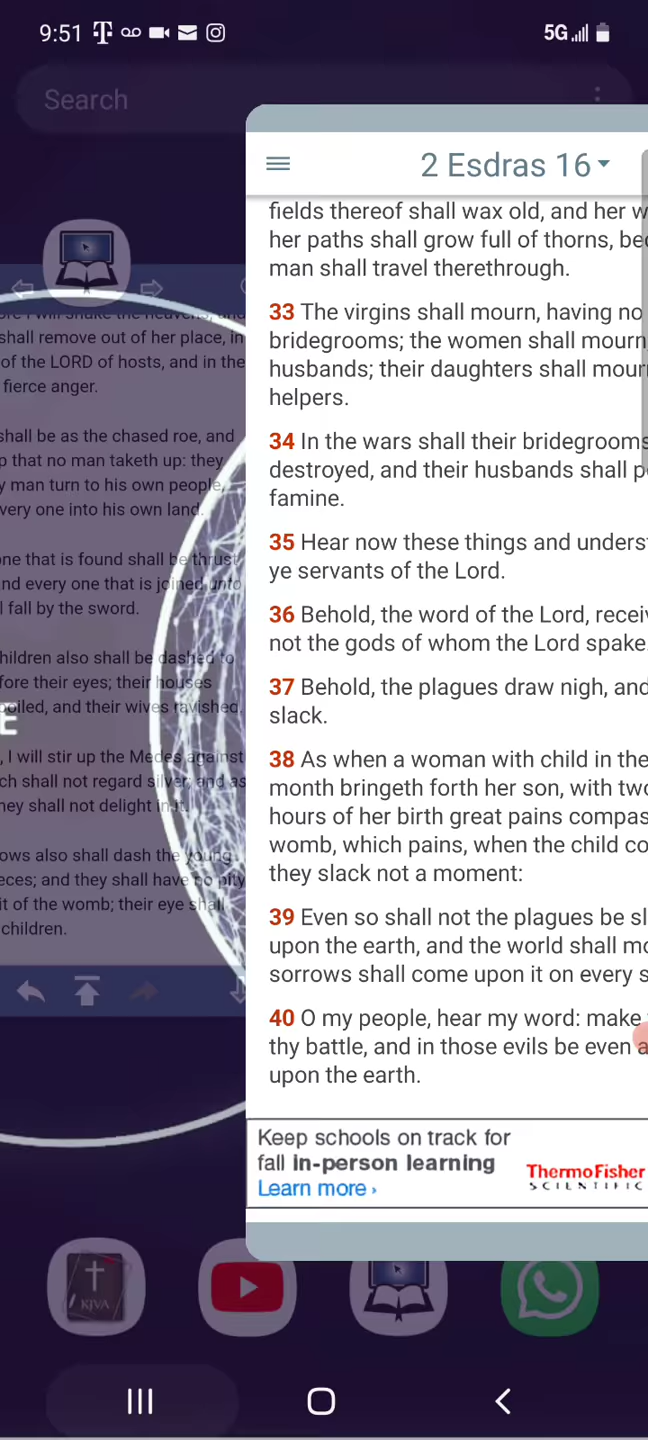 9:51
5G
Search
2 Esdras 16
fields thereof shall wax old, and her
her paths shall grow full of thorns,
man shall travel therethrough.
33 The virgins shall mourn, having no
bridegrooms; the women shall mourn,
husbands; their daughters shall
helpers.
34 In the wars shall their bridegrooms
destroyed, and their husbands shall
famine.
35 Hear now these things and
ye servants of the Lord.
36 Behold, the word of the Lord,
not the gods of whom the Lord spake.
37 Behold, the plagues draw nigh, and
slack.
38 As when a woman with child in the
month bringeth forth her son, with
hours of her birth great pains
womb, which pains, when the child
they slack not a moment:
39 Even so shall not the plagues be
upon the earth, and the world shall
sorrows shall come upon it on every
40 O my people, hear my word: make
thy battle, and in those evils be even
upon the earth.
Keep schools on track for
fall in-person learning
Learn more ›
ThermoFisher
SCIENTIFIC
shall remove out of her place, in
of the LORD of hosts, and in the
fierce anger.
shall be as the chased roe, and
that no man taketh up: they
man turn to his own people,
every one into his own land.
one that is found shall be thrust
and every one that is joined unto
fall by the sword.
children also shall be dashed to
before their eyes; their houses
spoiled, and their wives ravished.
, I will stir up the Medes against
which shall not regard silver; and as
they shall not delight in it.
also shall dash the young
pieces; and they shall have no pity
of the womb; their eye shall
children.
E
KJVA